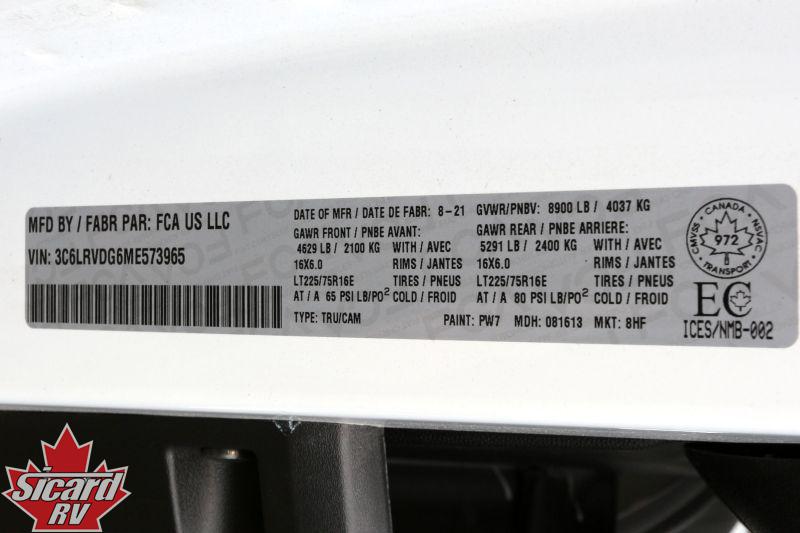 MFD BY / FABR PAR: FCA US LLC
VIN: 3C6LRVDG6ME573965
DATE OF MFR / DATE DE FABR: 8-21 GVWR/PNBV: 8900 LB / 4037 KG
GAWR FRONT / PNBE AVANT: GAWR REAR / PNBE ARRIERE:
4629 LB / 2100 KG WITH / AVEC 5291 LB / 2400 KG WITH / AVEC
16X6.0 RIMS / JANTES 16X6.0 RIMS / JANTES
LT225/75R16E TIRES / PNEUS LT225/75R16E TIRES / PNEUS
AT / A 65 PSI LB/PO² COLD / FROID AT / A 80 PSI LB/PO² COLD / FROID
TYPE: TRU/CAM PAINT: PW7 MDH: 081613 MKT: 8HF
CANADA
CMVSS 972 NSVAC
TRANSPORT
EC
ICES/NMB-002
Sicard
RV